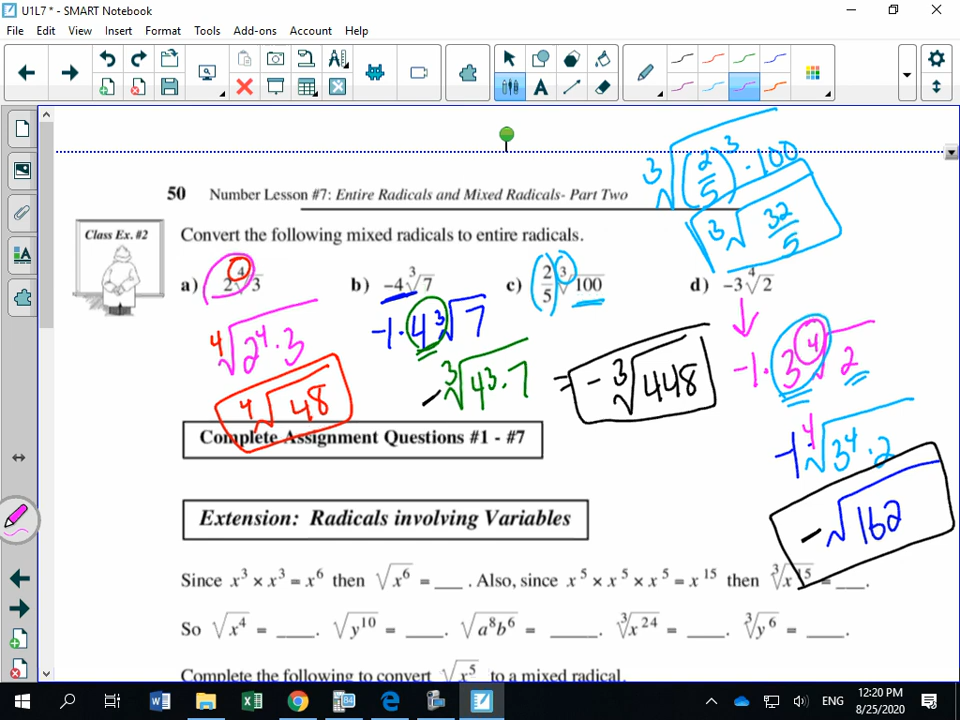 U1L7 * - SMART Notebook
File Edit View Insert Format Tools Add-ons Account Help
∛(2/5)³ · 100
50 Number Lesson #7: Entire Radicals and Mixed Radicals- Part Two
∛32/5
Class Ex. #2
Convert the following mixed radicals to entire radicals.
a) 2∜3 b) -4∛7 c) 2/5 ∛100 d) -3∜2
∜2⁴·3 -1·4∛7 -1·3∜2
∜48 -∛4³·7 = -∛448
-1∜3⁴·2
Complete Assignment Questions #1 - #7
-√162
Extension: Radicals involving Variables
Since x³ × x³ = x⁶ then √x⁶ = ___ . Also, since x⁵ × x⁵ × x⁵ = x¹⁵ then ∛x¹⁵ = ___.
So √x⁴ = ____. √y¹⁰ = ____. √a⁸b⁶ = _____. ∛x²⁴ = ____. ∛y⁶ = ____.
Complete the following to convert √x⁵ to a mixed radical.
ENG
12:20 PM
8/25/2020